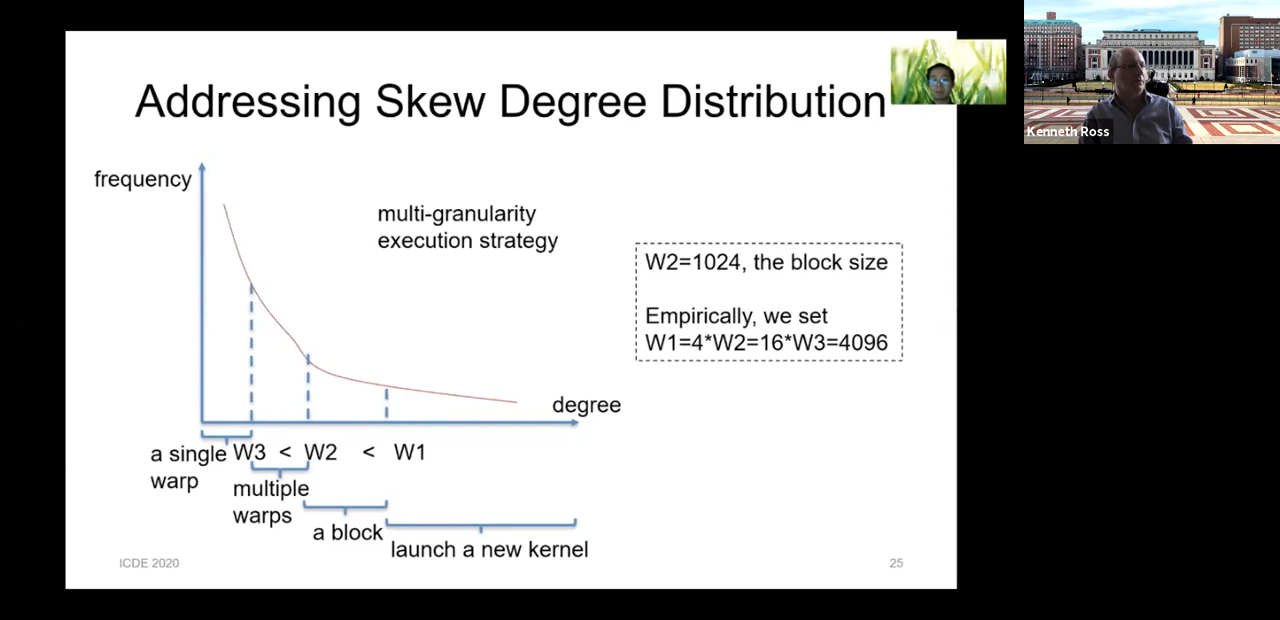 Addressing Skew Degree Distribution
Kenneth Ross
frequency
multi-granularity
execution strategy
W2=1024, the block size
Empirically, we set
W1=4*W2=16*W3=4096
degree
a single
warp
W3 < W2 < W1
multiple
warps
a block
launch a new kernel
ICDE 2020
25